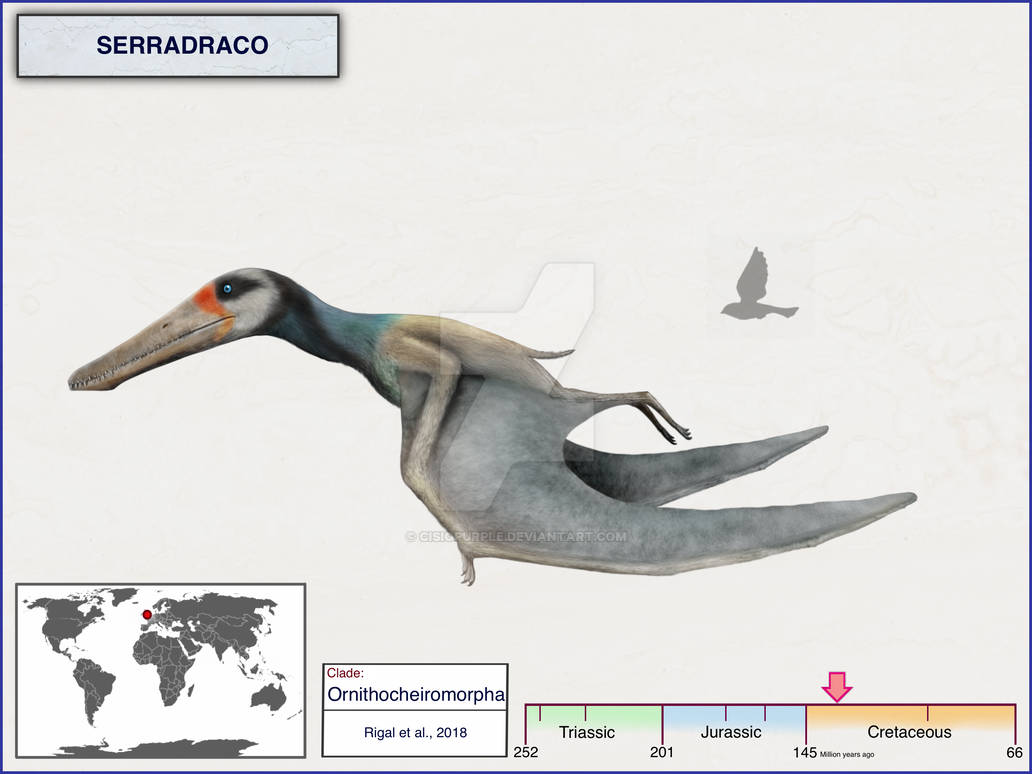 SERRADRACO
© CISIOPURPLE.DEVIANTART.COM
Clade:
Ornithocheiromorpha
Rigal et al., 2018
Triassic
Jurassic
Cretaceous
252
201
145 Million years ago
66